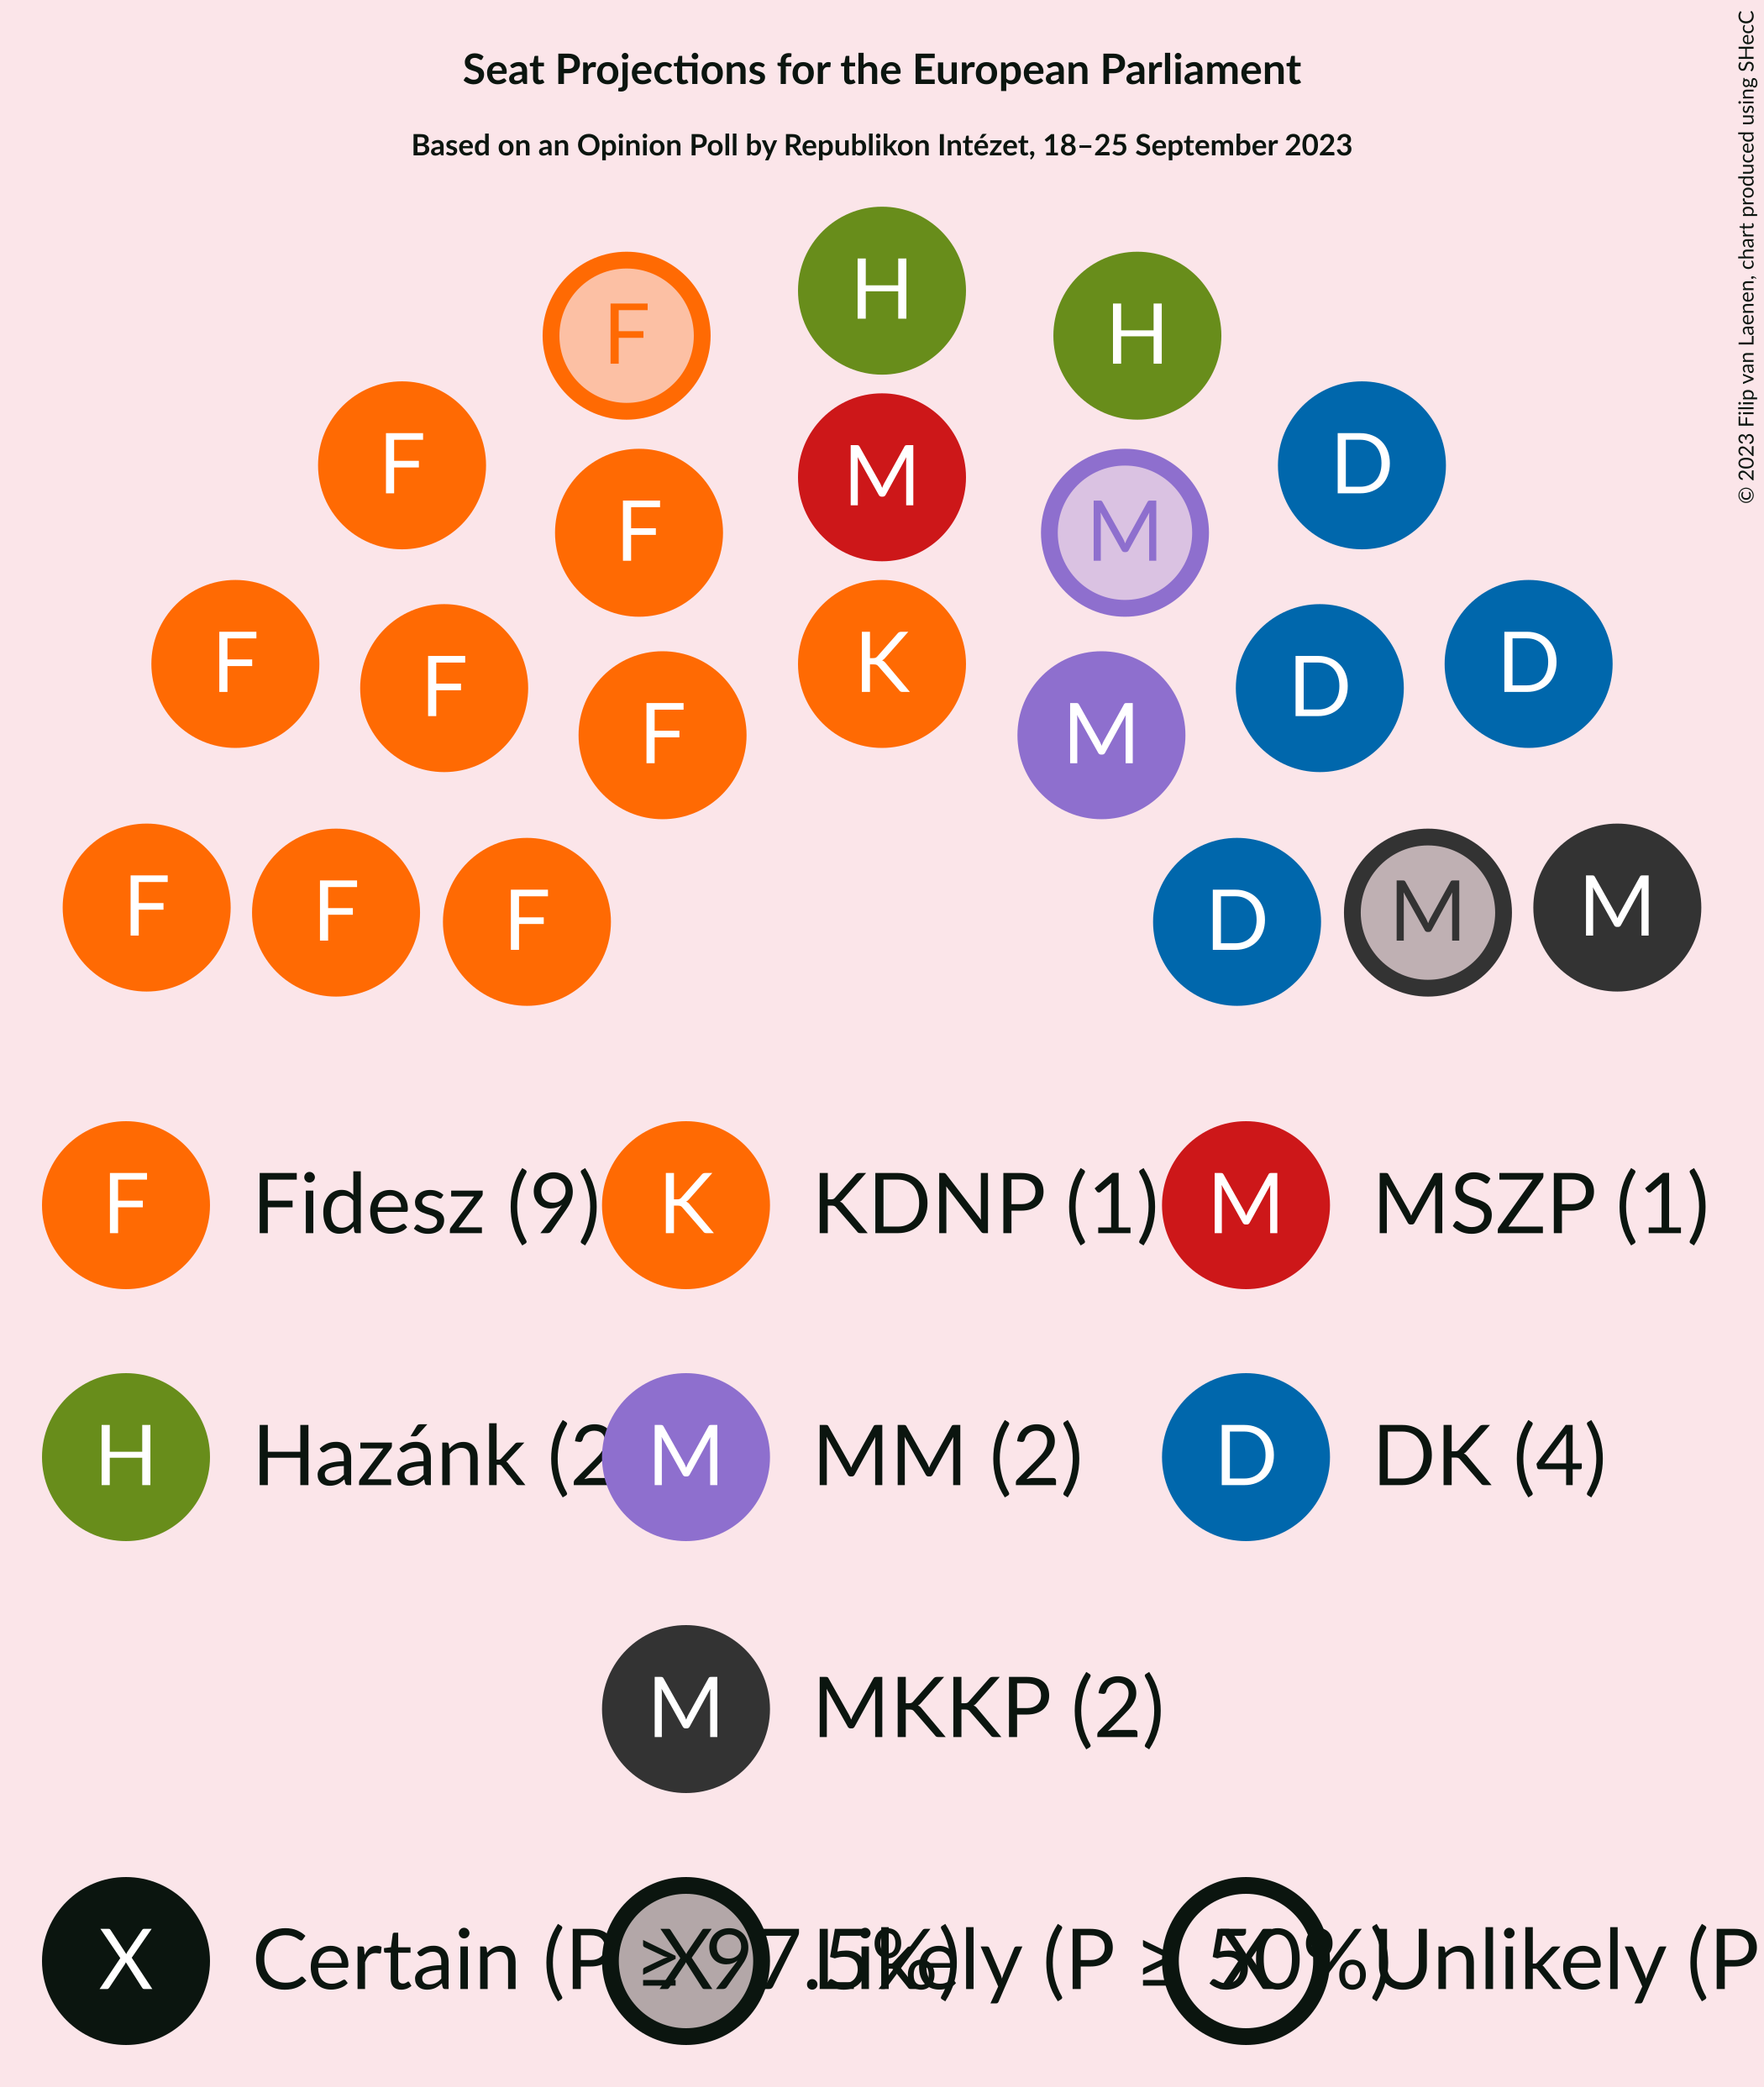 Seat Projections for the European Parliament
Based on an Opinion Poll by Republikon Intézet, 18–25 September 2023
© 2023 Filip van Laenen, chart produced using SHecC
H
F H
F M D
F M
F K D
F M D
F
F F F D M M
F Fidesz (9) K KDNP (1) M MSZP (1)
H Hazánk (2 M MM (2) D DK (4)
M MKKP (2)
X Certain (P ≥ 97.5%) X Likely (P ≥ 50%) X Unlikely (P